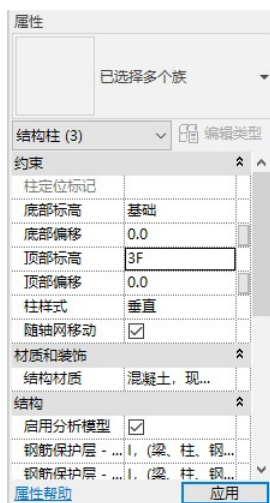 属性
已选择多个族
结构柱 (3)
编辑类型
约束
柱定位标记
底部标高 基础
底部偏移 0.0
顶部标高 3F
顶部偏移 0.0
柱样式 垂直
随轴网移动
材质和装饰
结构材质 混凝土，现...
结构
启用分析模型
钢筋保护层 - ... I，（梁、柱、钢...
钢筋保护层 - ... I，（梁、柱、钢...
属性帮助
应用